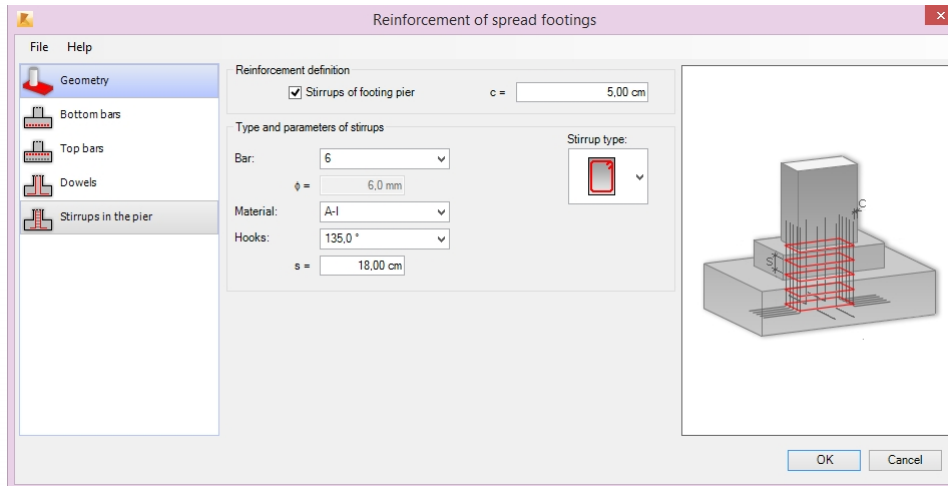 Reinforcement of spread footings
File Help
Geometry
Bottom bars
Top bars
Dowels
Stirrups in the pier
Reinforcement definition
Stirrups of footing pier c = 5,00 cm
Type and parameters of stirrups
Stirrup type:
Bar: 6
ϕ = 6,0 mm
Material: A-I
Hooks: 135,0 °
s = 18,00 cm
C
S
OK Cancel